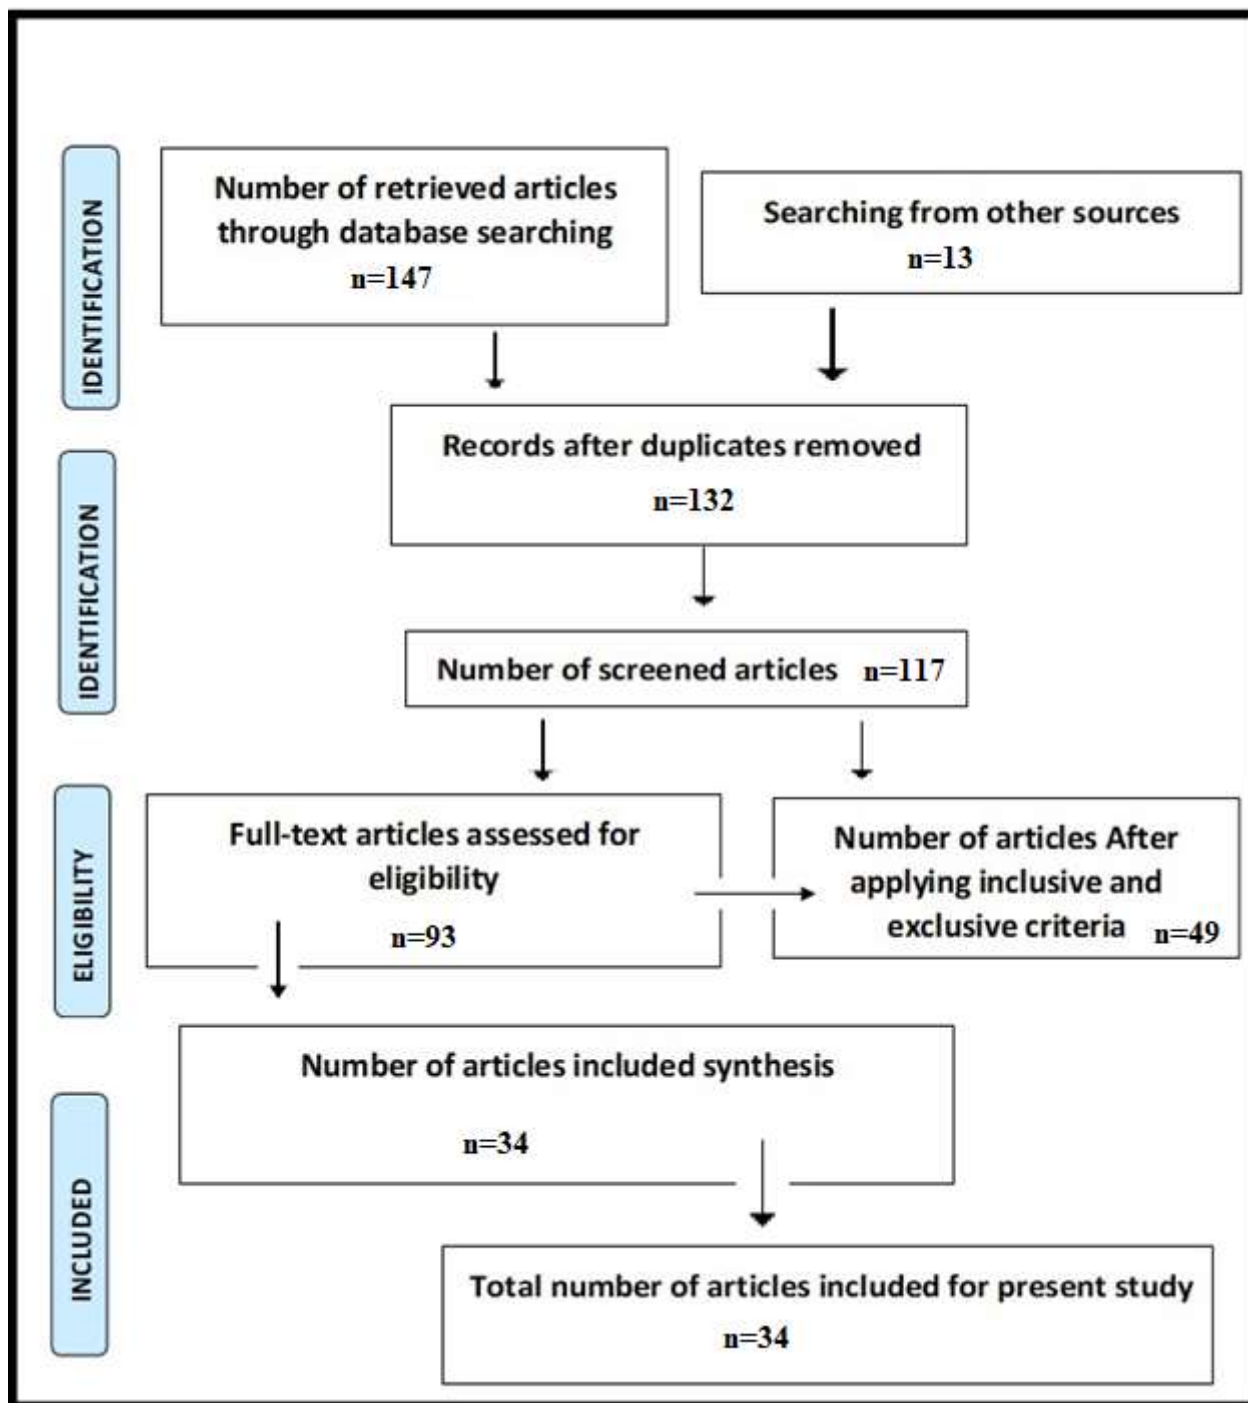 IDENTIFICATION
Number of retrieved articles
through database searching
n=147
Searching from other sources
n=13
IDENTIFICATION
Records after duplicates removed
n=132
Number of screened articles n=117
ELIGIBILITY
Full-text articles assessed for
eligibility
n=93
Number of articles After
applying inclusive and
exclusive criteria n=49
INCLUDED
Number of articles included synthesis
n=34
Total number of articles included for present study
n=34